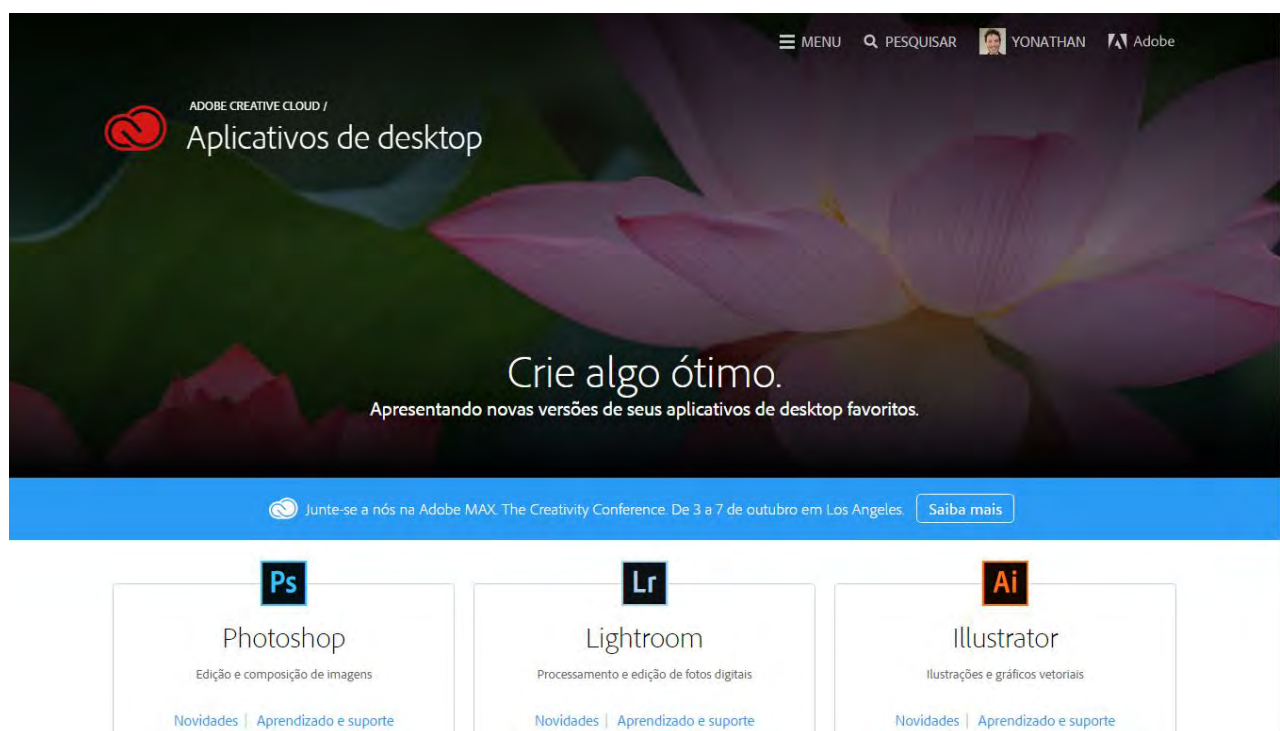 MENU PESQUISAR YONATHAN Adobe
ADOBE CREATIVE CLOUD /
Aplicativos de desktop
Crie algo ótimo.
Apresentando novas versões de seus aplicativos de desktop favoritos.
Junte-se a nós na Adobe MAX. The Creativity Conference. De 3 a 7 de outubro em Los Angeles. Saiba mais
Ps Lr Ai
Photoshop Lightroom Illustrator
Edição e composição de imagens Processamento e edição de fotos digitais Ilustrações e gráficos vetoriais
Novidades | Aprendizado e suporte Novidades | Aprendizado e suporte Novidades | Aprendizado e suporte